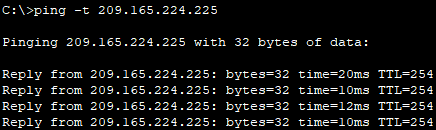 C:\>ping -t 209.165.224.225
Pinging 209.165.224.225 with 32 bytes of data:
Reply from 209.165.224.225: bytes=32 time=20ms TTL=254
Reply from 209.165.224.225: bytes=32 time=10ms TTL=254
Reply from 209.165.224.225: bytes=32 time=12ms TTL=254
Reply from 209.165.224.225: bytes=32 time=10ms TTL=254